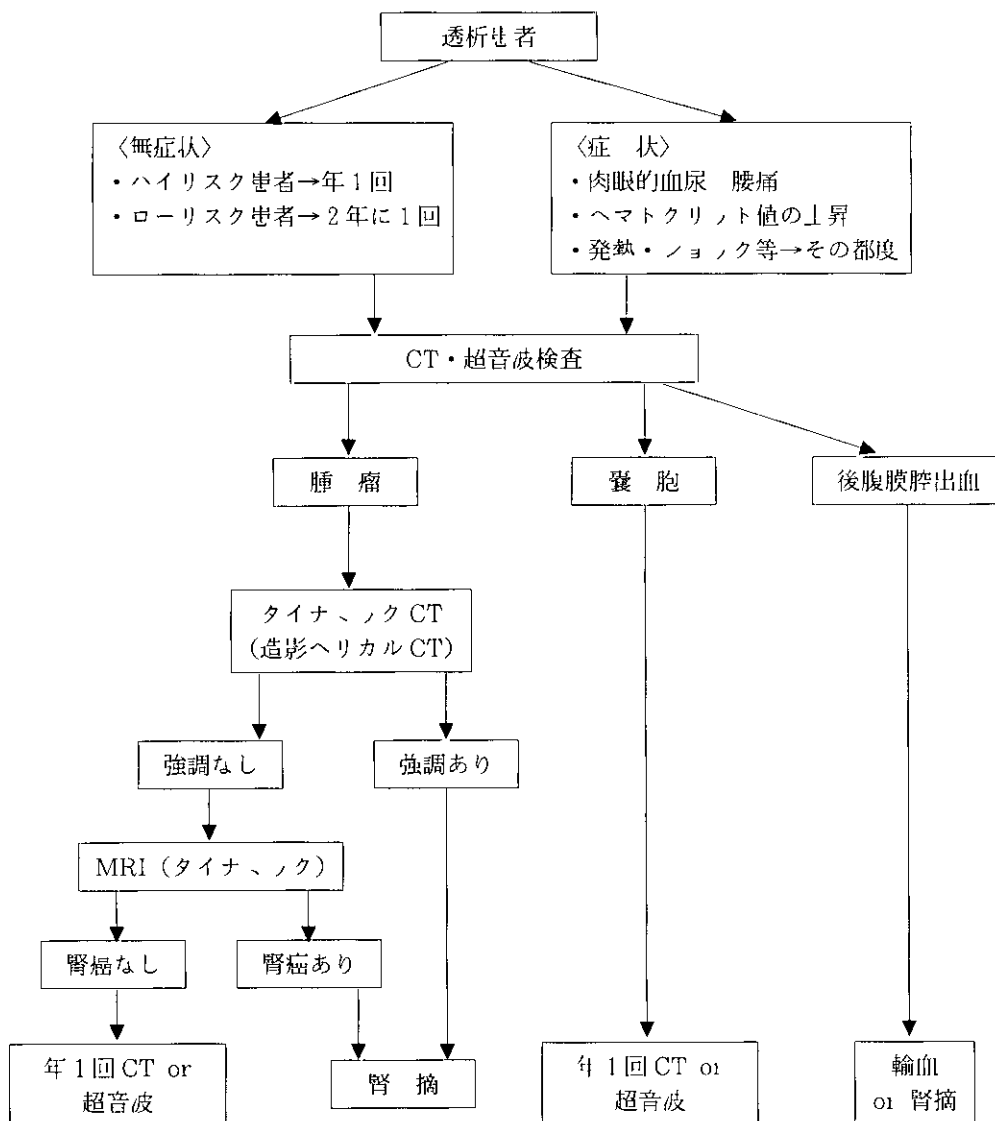 透析患者
〈無症状〉
・ハイリスク患者→年1回
・ローリスク患者→2年に1回
〈症 状〉
・肉眼的血尿 腰痛
・ヘマトクリット値の上昇
・発熱・ショック等→その都度
CT・超音波検査
腫 瘤
嚢 胞
後腹膜腔出血
ダイナミックCT
(造影ヘリカルCT)
強調なし
強調あり
MRI(ダイナミック)
腎癌なし
腎癌あり
年1回CT or
超音波
腎 摘
年1回CT or
超音波
輸血
or 腎摘